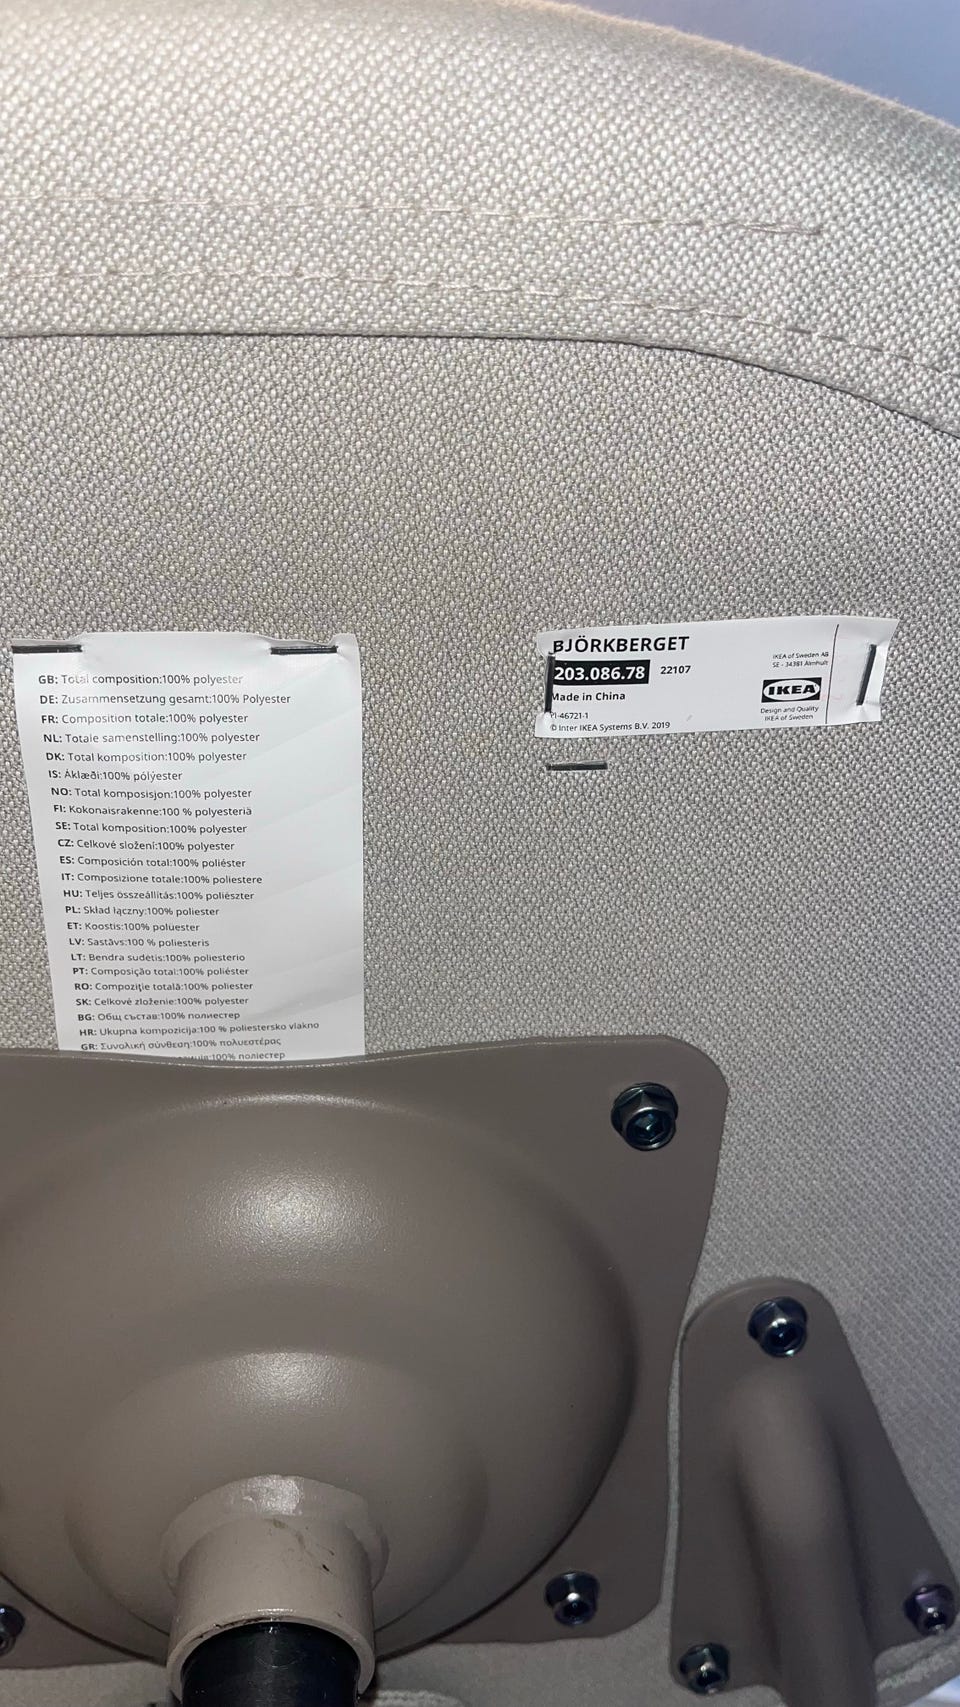 GB: Total composition:100% polyester
DE: Zusammensetzung gesamt:100% Polyester
FR: Composition totale:100% polyester
NL: Totale samenstelling:100% polyester
DK: Total komposition:100% polyester
IS: Áklæði:100% pólýester
NO: Total komposisjon:100% polyester
FI: Kokonaisrakenne:100 % polyesteriä
SE: Total komposition:100% polyester
CZ: Celkové složení:100% polyester
ES: Composición total:100% poliéster
IT: Composizione totale:100% poliestere
HU: Teljes összeállítás:100% poliészter
PL: Skład łączny:100% poliester
ET: Koostis:100% polüester
LV: Sastāvs:100 % poliesteris
LT: Bendra sudėtis:100% poliesterio
PT: Composição total:100% poliéster
RO: Compoziţie totală:100% poliester
SK: Celkové zloženie:100% polyester
BG: Общ състав:100% полиестер
HR: Ukupna kompozicija:100 % poliestersko vlakno
GR: Συνολική σύνθεση:100% πολυεστέρας
:100% поліестер
BJÖRKBERGET
203.086.78 22107
Made in China
PI-46721-1
© Inter IKEA Systems B.V. 2019
IKEA of Sweden AB
SE - 34381 Älmhult
IKEA
Design and Quality
IKEA of Sweden